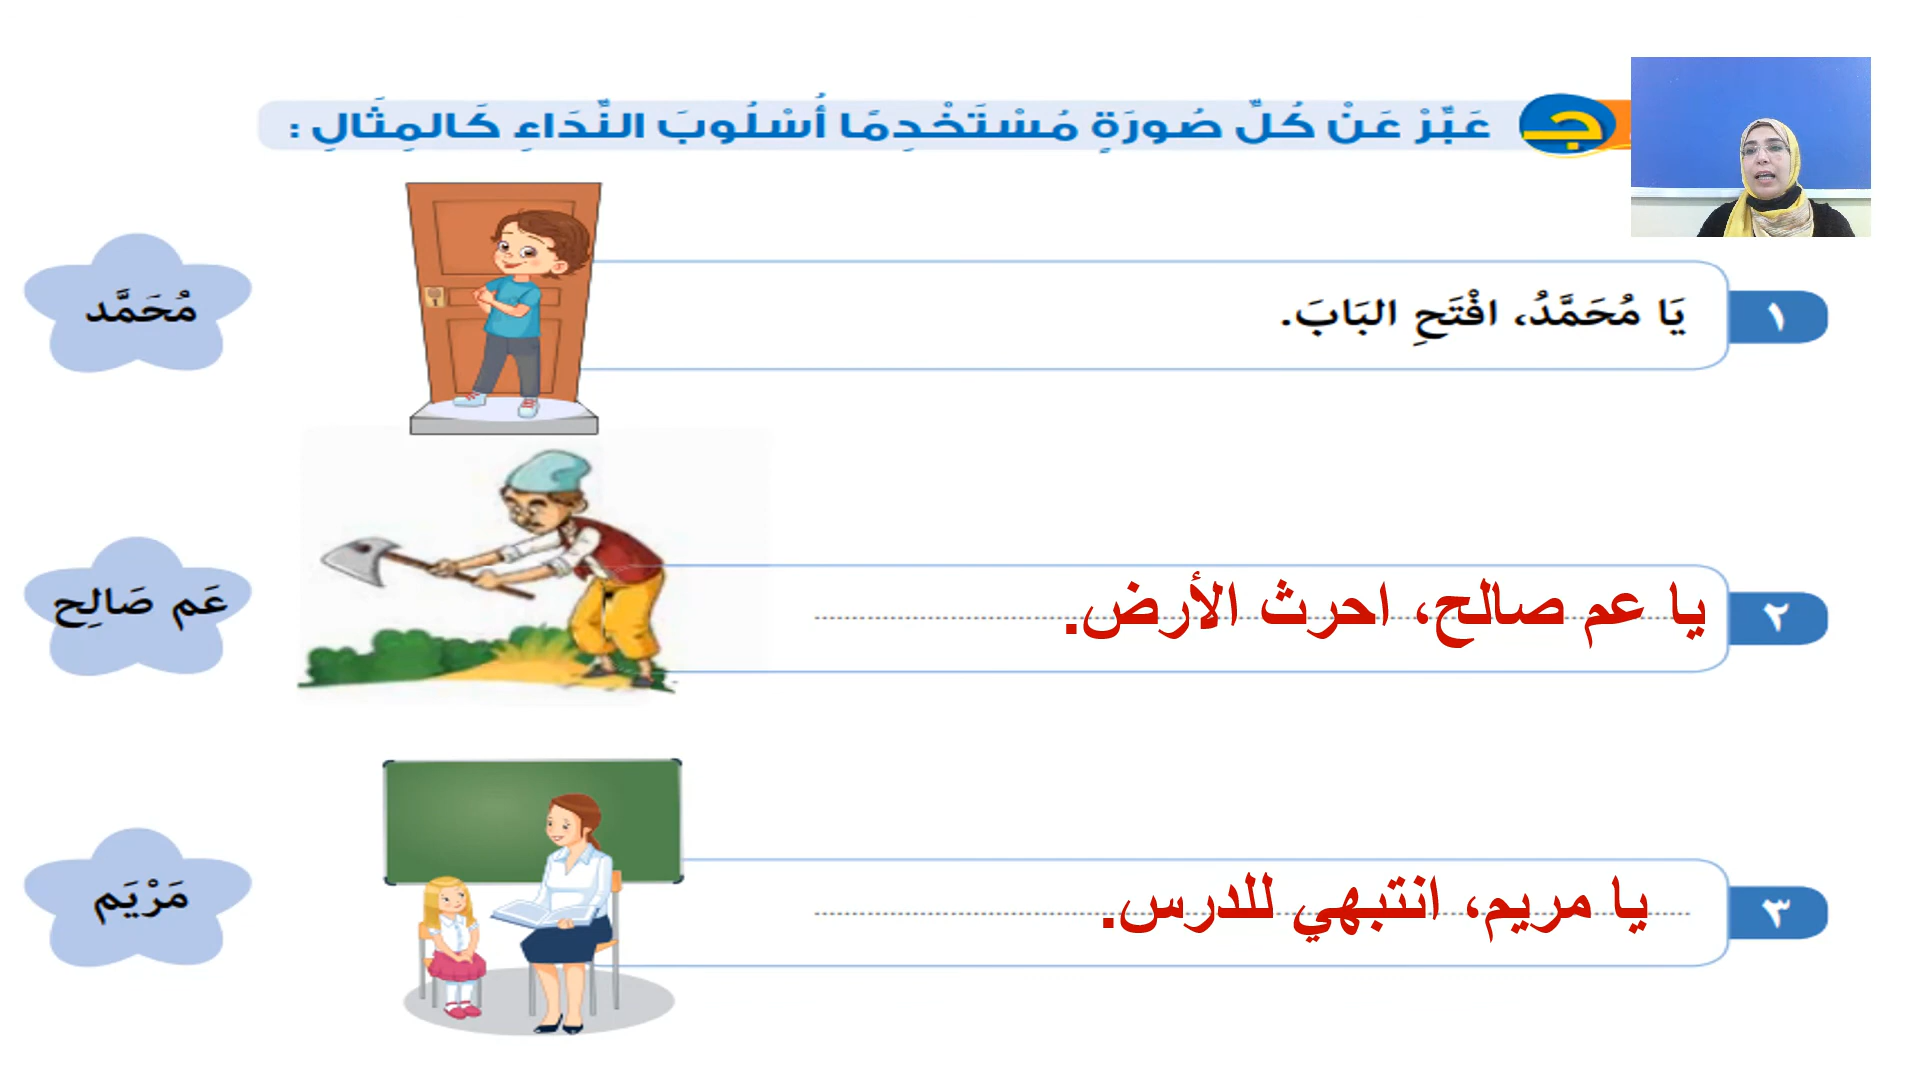 جـ عَبِّرْ عَنْ كُلِّ صُورَةٍ مُسْتَخْدِمًا أُسْلُوبَ النِّدَاءِ كَالمِثَالِ :
١ يَا مُحَمَّدُ، افْتَحِ البَابَ. مُحَمَّد
٢ يا عم صالح، احرث الأرض. عَم صَالِح
٣ يا مريم، انتبهي للدرس. مَرْيَم